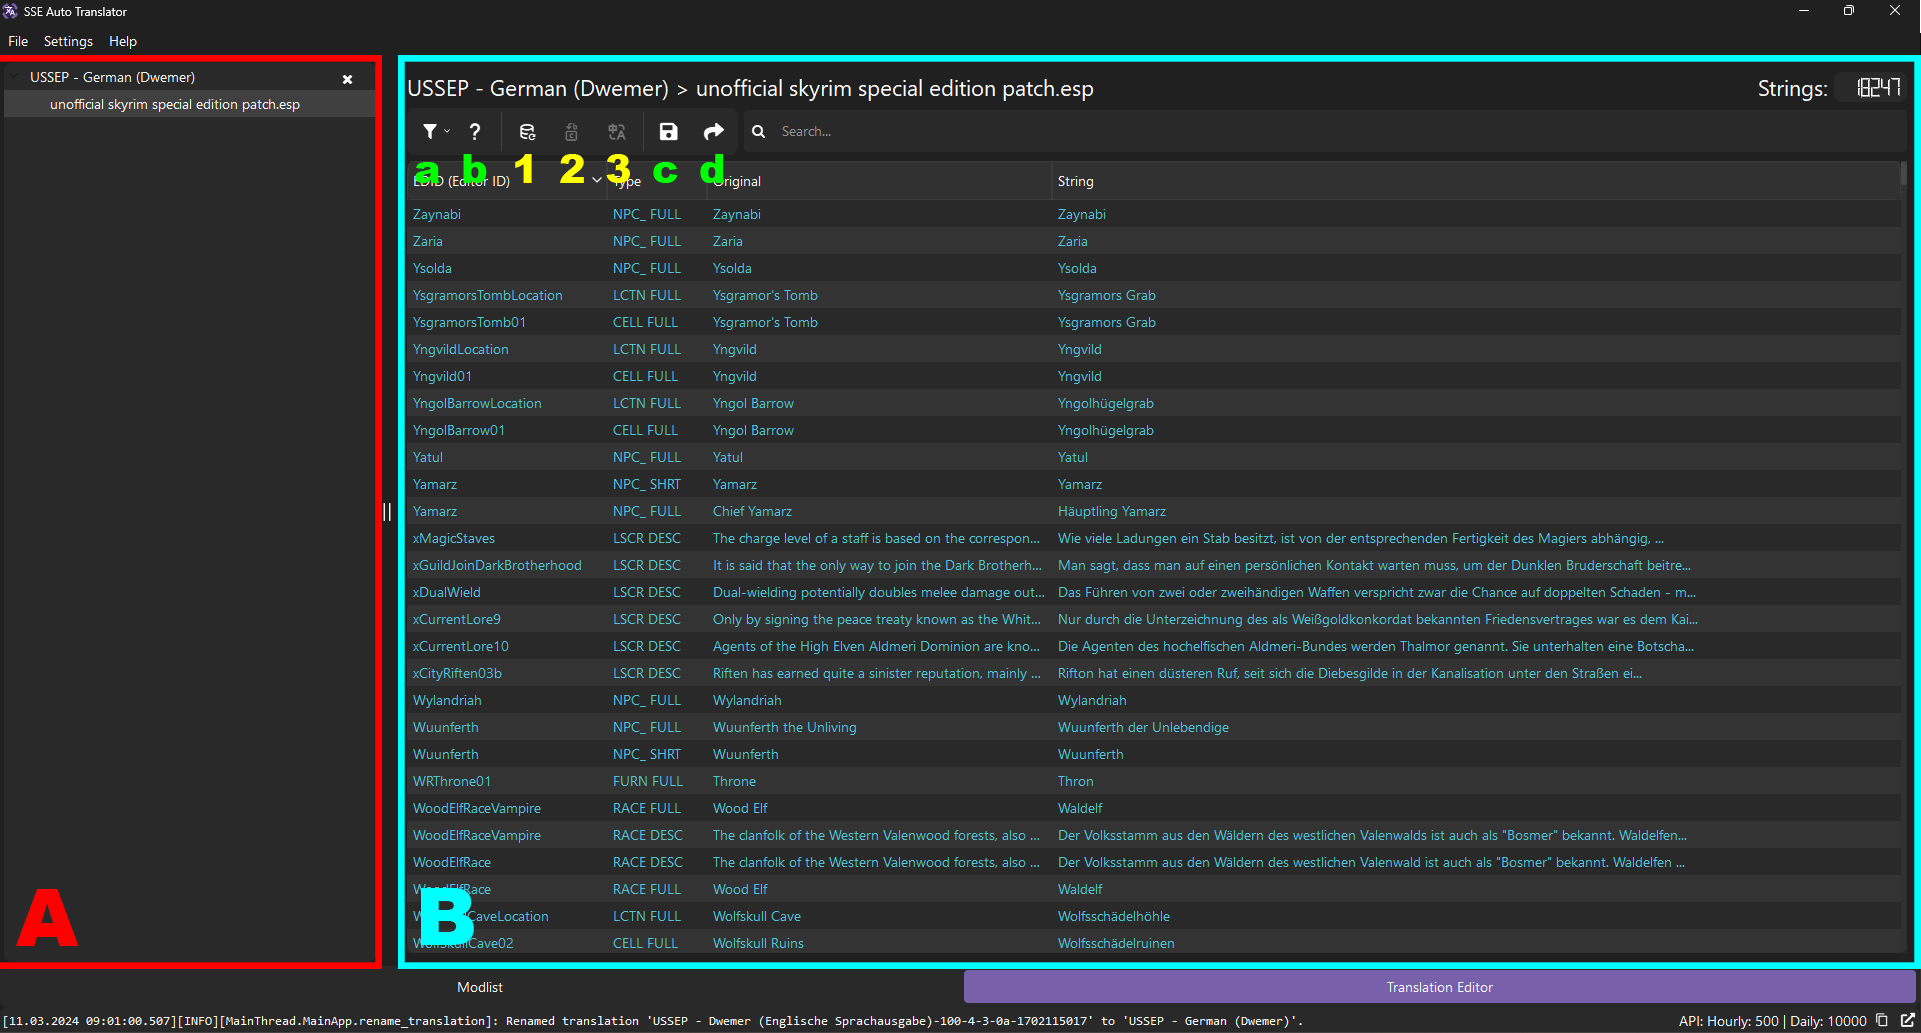 SSE Auto Translator
File Settings Help
USSEP - German (Dwemer)
unofficial skyrim special edition patch.esp
A
USSEP - German (Dwemer) > unofficial skyrim special edition patch.esp
Strings: 18247
? Search...
a b 1 2 3 c d
EDID (Editor ID) Type Original String
Zaynabi NPC_ FULL Zaynabi Zaynabi
Zaria NPC_ FULL Zaria Zaria
Ysolda NPC_ FULL Ysolda Ysolda
YsgramorsTombLocation LCTN FULL Ysgramor's Tomb Ysgramors Grab
YsgramorsTomb01 CELL FULL Ysgramor's Tomb Ysgramors Grab
YngvildLocation LCTN FULL Yngvild Yngvild
Yngvild01 CELL FULL Yngvild Yngvild
YngolBarrowLocation LCTN FULL Yngol Barrow Yngolhügelgrab
YngolBarrow01 CELL FULL Yngol Barrow Yngolhügelgrab
Yatul NPC_ FULL Yatul Yatul
Yamarz NPC_ SHRT Yamarz Yamarz
Yamarz NPC_ FULL Chief Yamarz Häuptling Yamarz
xMagicStaves LSCR DESC The charge level of a staff is based on the correspon... Wie viele Ladungen ein Stab besitzt, ist von der entsprechenden Fertigkeit des Magiers abhängig, ...
xGuildJoinDarkBrotherhood LSCR DESC It is said that the only way to join the Dark Brotherh... Man sagt, dass man auf einen persönlichen Kontakt warten muss, um der Dunklen Bruderschaft beitre...
xDualWield LSCR DESC Dual-wielding potentially doubles melee damage out... Das Führen von zwei oder zweihändigen Waffen verspricht zwar die Chance auf doppelten Schaden - m...
xCurrentLore9 LSCR DESC Only by signing the peace treaty known as the Whit... Nur durch die Unterzeichnung des als Weißgoldkonkordat bekannten Friedensvertrages war es dem Kai...
xCurrentLore10 LSCR DESC Agents of the High Elven Aldmeri Dominion are kno... Die Agenten des hochelfischen Aldmeri-Bundes werden Thalmor genannt. Sie unterhalten eine Botscha...
xCityRiften03b LSCR DESC Riften has earned quite a sinister reputation, mainly ... Rifton hat einen düsteren Ruf, seit sich die Diebesgilde in der Kanalisation unter den Straßen ei...
Wylandriah NPC_ FULL Wylandriah Wylandriah
Wuunferth NPC_ FULL Wuunferth the Unliving Wuunferth der Unlebendige
Wuunferth NPC_ SHRT Wuunferth Wuunferth
WRThrone01 FURN FULL Throne Thron
WoodElfRaceVampire RACE FULL Wood Elf Waldelf
WoodElfRaceVampire RACE DESC The clanfolk of the Western Valenwood forests, also ... Der Volksstamm aus den Wäldern des westlichen Valenwalds ist auch als "Bosmer" bekannt. Waldelfen...
WoodElfRace RACE DESC The clanfolk of the Western Valenwood forests, also ... Der Volksstamm aus den Wäldern des westlichen Valenwald ist auch als "Bosmer" bekannt. Waldelfen ...
WoodElfRace RACE FULL Wood Elf Waldelf
LCTN FULL Wolfskull Cave Wolfsschädelhöhle
WolfskullCave02 CELL FULL Wolfskull Ruins Wolfsschädelruinen
B
Modlist Translation Editor
[11.03.2024 09:01:00.507][INFO][MainThread.MainApp.rename_translation]: Renamed translation 'USSEP - Dwemer (Englische Sprachausgabe)-100-4-3-0a-1702115017' to 'USSEP - German (Dwemer)'.
API: Hourly: 500 | Daily: 10000